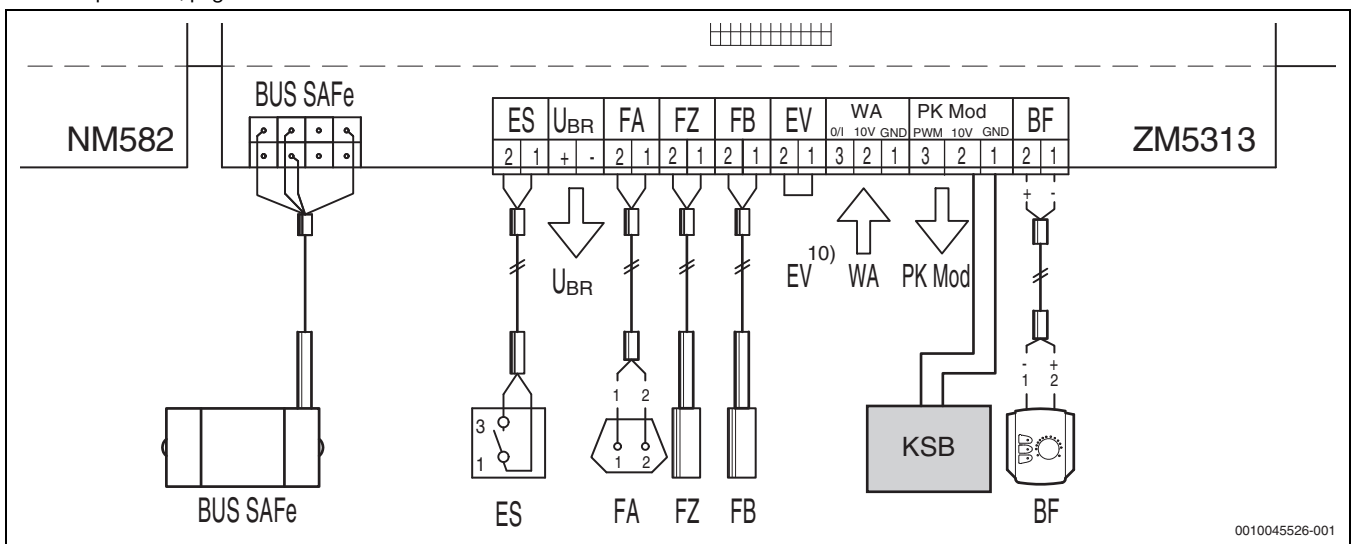 BUS SAFe
NM582
ZM5313
ES UBR FA FZ FB EV WA PK Mod BF
0/I 10V GND PWM 10V GND
2 1 + - 2 1 2 1 2 1 2 1 3 2 1 3 2 1 2 1
+ -
UBR
EV 10) WA PK Mod
- +
1 2
1 2
3
1
1 2
KSB
BUS SAFe
ES FA FZ FB BF
0010045526-001